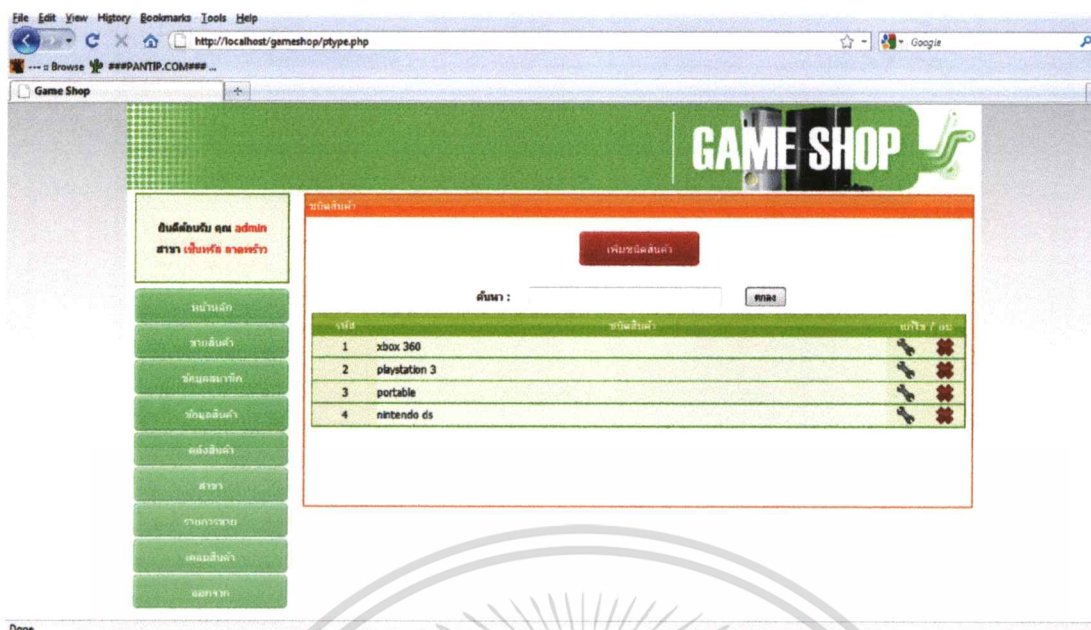 File Edit View History Bookmarks Tools Help
http://localhost/gameshop/ptype.php
Google
--- :: Browse ###PANTIP.COM### ...
Game Shop
GAME SHOP
ยินดีต้อนรับ คุณ admin
สาขา เซ็นทรัล ลาดพร้าว
หน้าหลัก
ขายสินค้า
ข้อมูลสมาชิก
ข้อมูลสินค้า
คลังสินค้า
สาขา
รายการขาย
เคลมสินค้า
ออกจาก
ชนิดสินค้า
เพิ่มชนิดสินค้า
ค้นหา :
ตกลง
รหัส ชนิดสินค้า แก้ไข / ลบ
1 xbox 360
2 playstation 3
3 portable
4 nintendo ds
Done